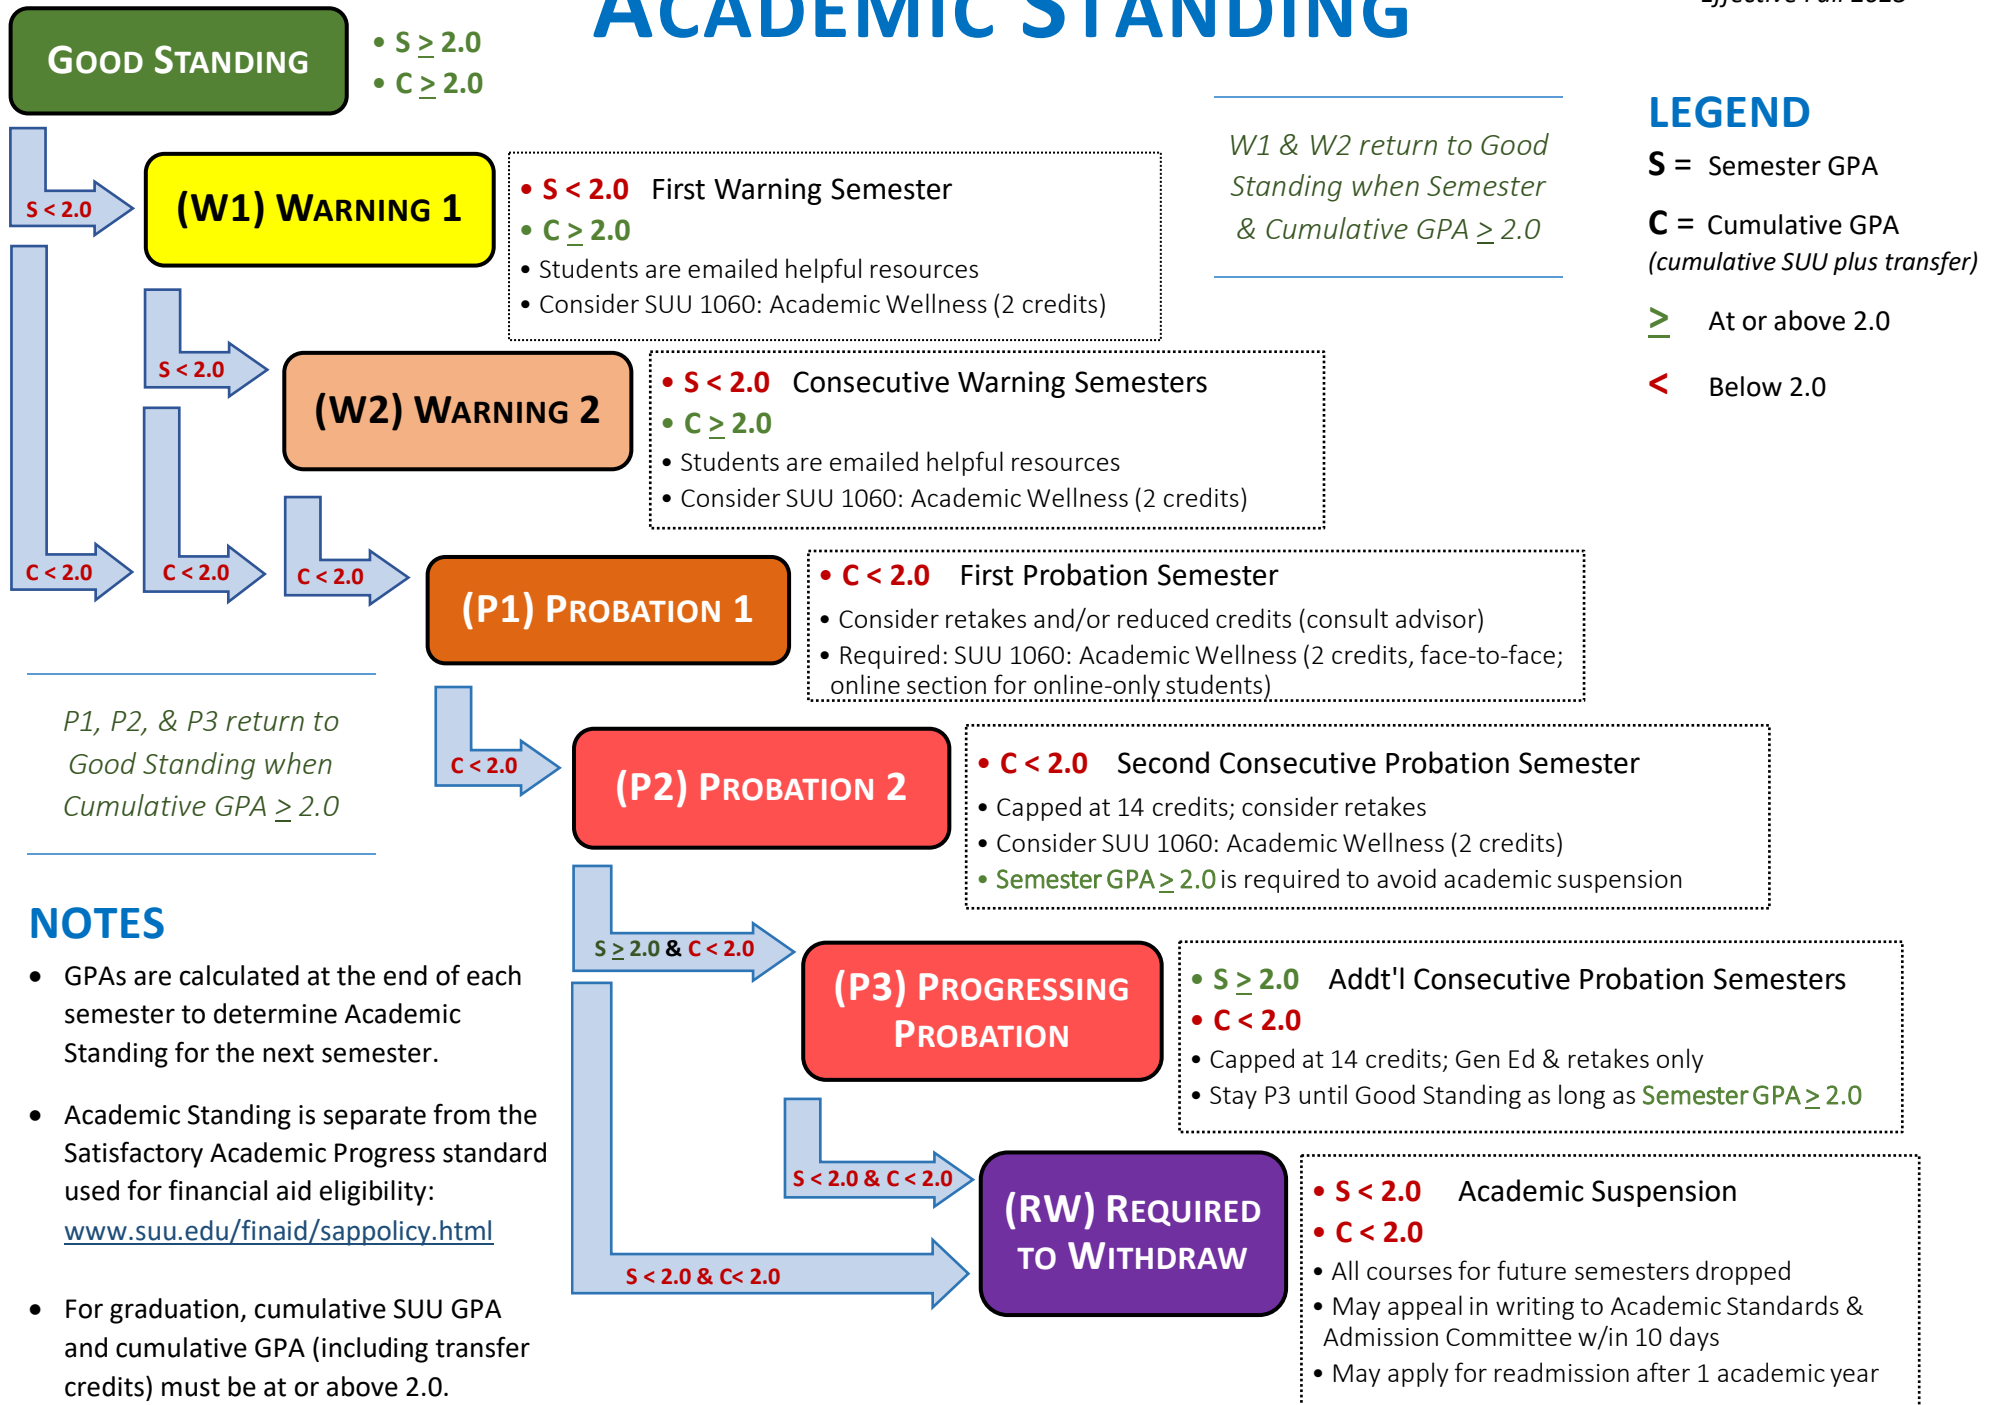 ACADEMIC STANDING
Effective Fall 2023
GOOD STANDING
• S ≥ 2.0
• C ≥ 2.0
S < 2.0
(W1) WARNING 1
• S < 2.0 First Warning Semester
• C ≥ 2.0
• Students are emailed helpful resources
• Consider SUU 1060: Academic Wellness (2 credits)
W1 & W2 return to Good
Standing when Semester
& Cumulative GPA ≥ 2.0
LEGEND
S = Semester GPA
C = Cumulative GPA
(cumulative SUU plus transfer)
≥ At or above 2.0
< Below 2.0
S < 2.0
(W2) WARNING 2
• S < 2.0 Consecutive Warning Semesters
• C ≥ 2.0
• Students are emailed helpful resources
• Consider SUU 1060: Academic Wellness (2 credits)
C < 2.0
C < 2.0
C < 2.0
(P1) PROBATION 1
• C < 2.0 First Probation Semester
• Consider retakes and/or reduced credits (consult advisor)
• Required: SUU 1060: Academic Wellness (2 credits, face-to-face;
online section for online-only students)
P1, P2, & P3 return to
Good Standing when
Cumulative GPA ≥ 2.0
C < 2.0
(P2) PROBATION 2
• C < 2.0 Second Consecutive Probation Semester
• Capped at 14 credits; consider retakes
• Consider SUU 1060: Academic Wellness (2 credits)
• Semester GPA ≥ 2.0 is required to avoid academic suspension
S ≥ 2.0 & C < 2.0
(P3) PROGRESSING
PROBATION
• S ≥ 2.0 Addt'l Consecutive Probation Semesters
• C < 2.0
• Capped at 14 credits; Gen Ed & retakes only
• Stay P3 until Good Standing as long as Semester GPA ≥ 2.0
S < 2.0 & C < 2.0
S < 2.0 & C< 2.0
(RW) REQUIRED
TO WITHDRAW
• S < 2.0 Academic Suspension
• C < 2.0
• All courses for future semesters dropped
• May appeal in writing to Academic Standards &
Admission Committee w/in 10 days
• May apply for readmission after 1 academic year
NOTES
• GPAs are calculated at the end of each
semester to determine Academic
Standing for the next semester.
• Academic Standing is separate from the
Satisfactory Academic Progress standard
used for financial aid eligibility:
www.suu.edu/finaid/sappolicy.html
• For graduation, cumulative SUU GPA
and cumulative GPA (including transfer
credits) must be at or above 2.0.